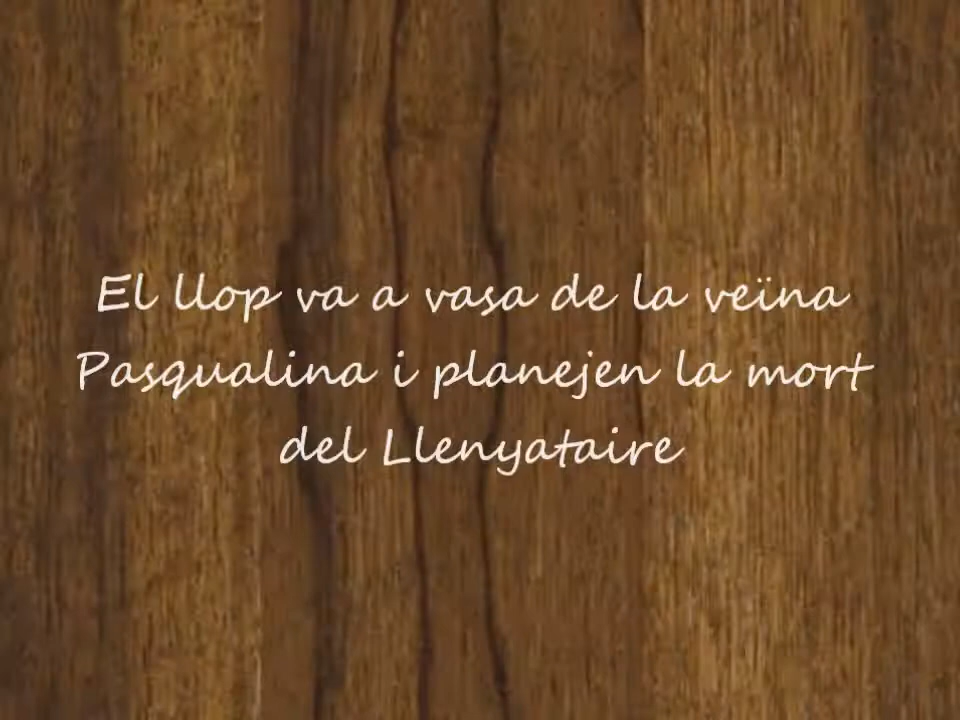 El llop va a vasa de la veïna
Pasqualina i planejen la mort
del Llenyataire